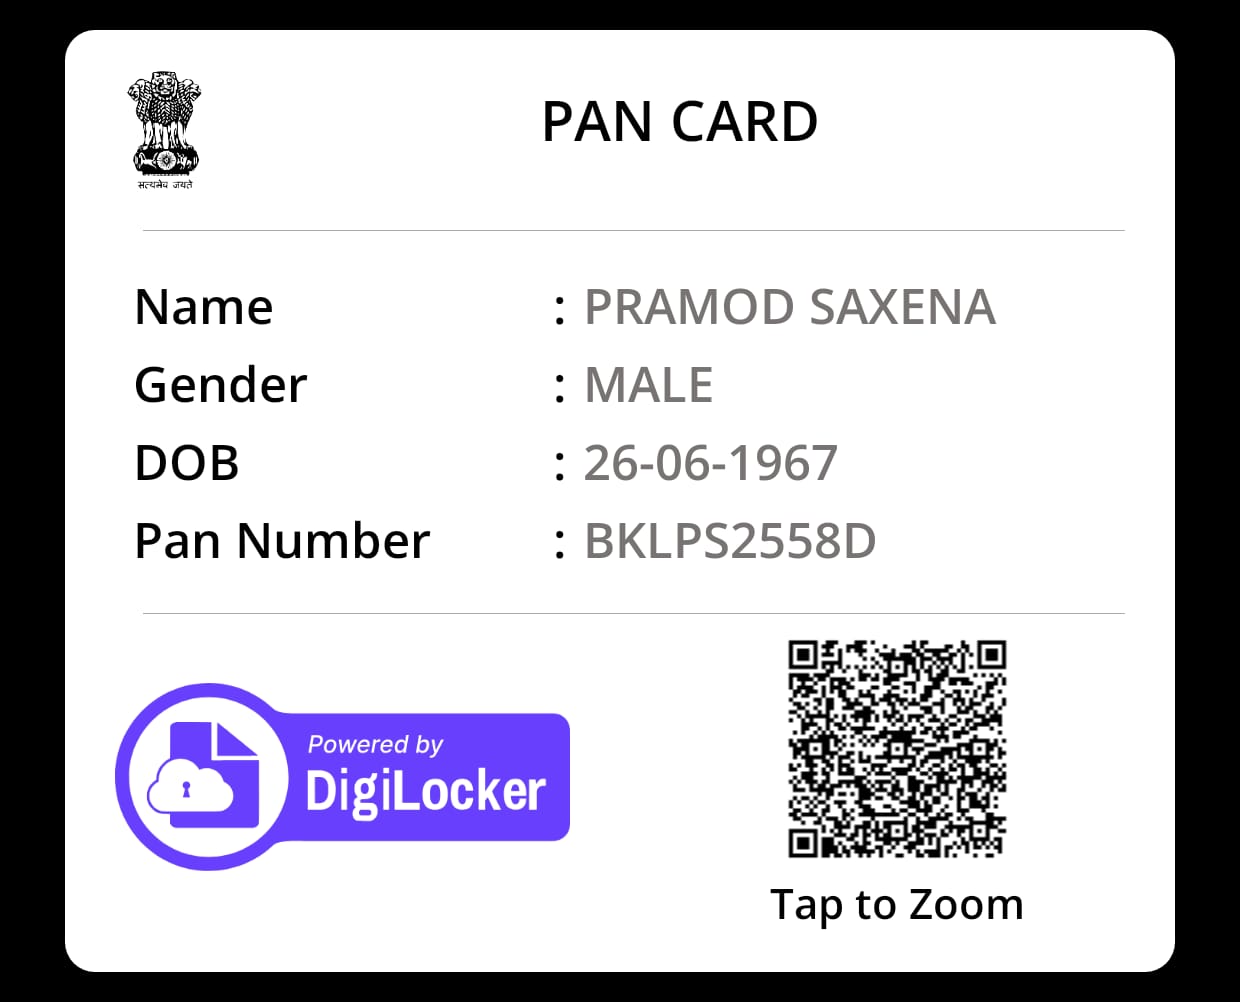 सत्यमेव जयते
PAN CARD
Name : PRAMOD SAXENA
Gender : MALE
DOB : 26-06-1967
Pan Number : BKLPS2558D
Powered by
DigiLocker
Tap to Zoom